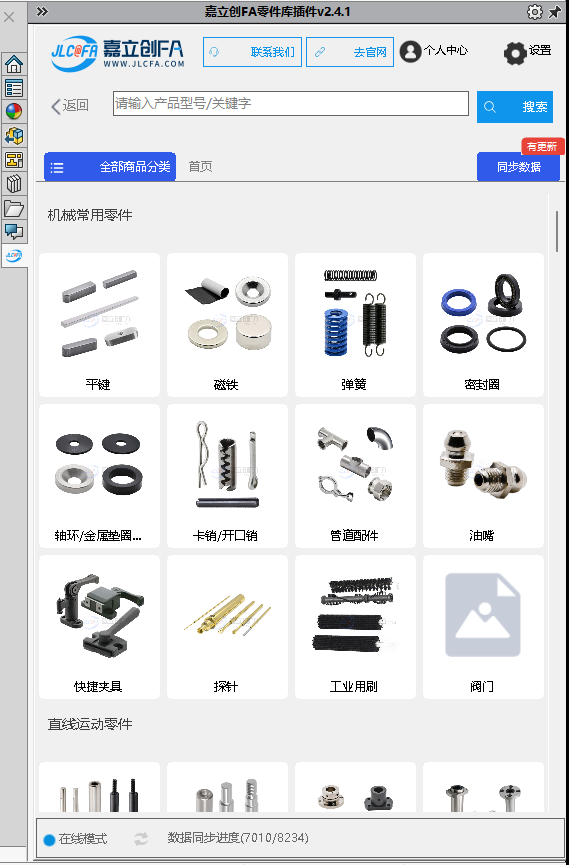 嘉立创FA零件库插件v2.4.1
JLC@FA 嘉立创FA
WWW.JLCFA.COM
联系我们
去官网
个人中心
设置
返回
请输入产品型号/关键字
搜索
有更新
全部商品分类
首页
同步数据
JLCFA
机械常用零件
平键
磁铁
弹簧
密封圈
轴环/金属垫圈...
卡销/开口销
管道配件
油嘴
快捷夹具
探针
工业用刷
阀门
直线运动零件
在线模式
数据同步进度(7010/8234)